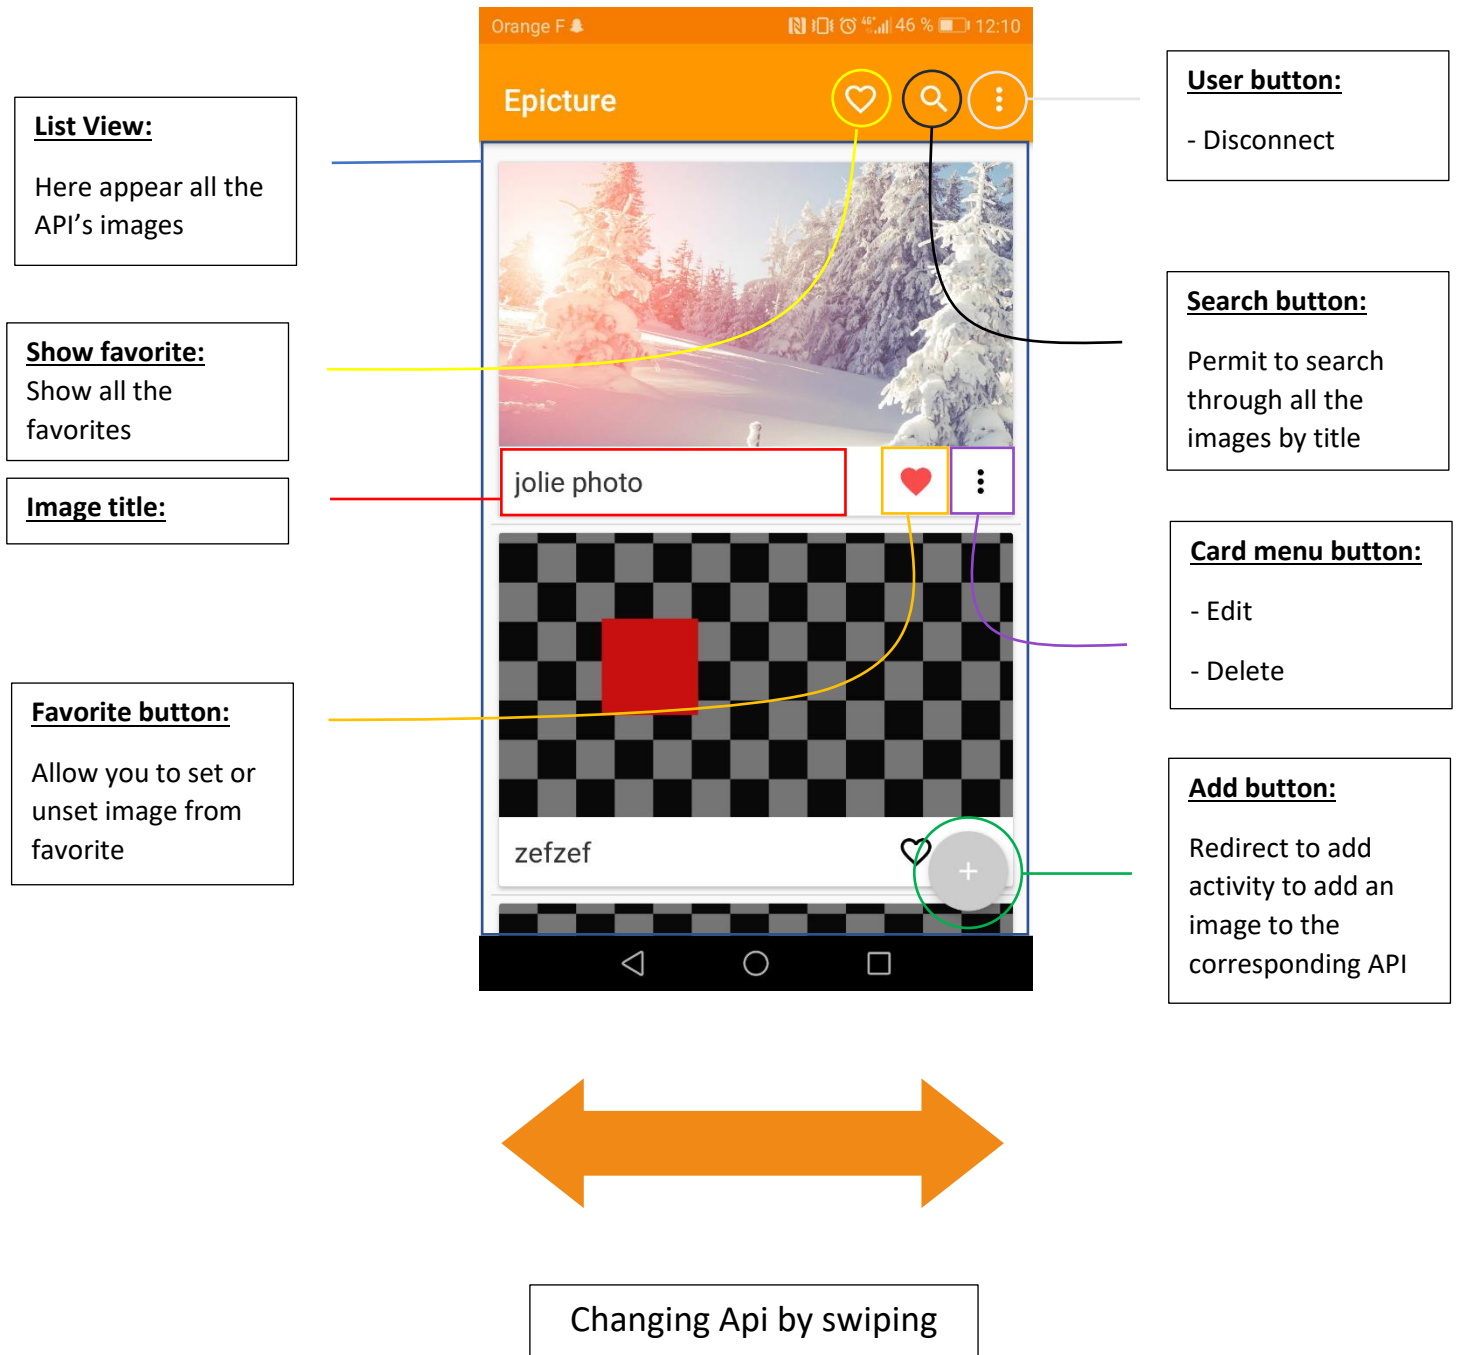 Orange F 46 % 12:10
Epicture
List View:
Here appear all the
API's images
Show favorite:
Show all the
favorites
Image title:
Favorite button:
Allow you to set or
unset image from
favorite
jolie photo
zefzef
+
User button:
- Disconnect
Search button:
Permit to search
through all the
images by title
Card menu button:
- Edit
- Delete
Add button:
Redirect to add
activity to add an
image to the
corresponding API
Changing Api by swiping